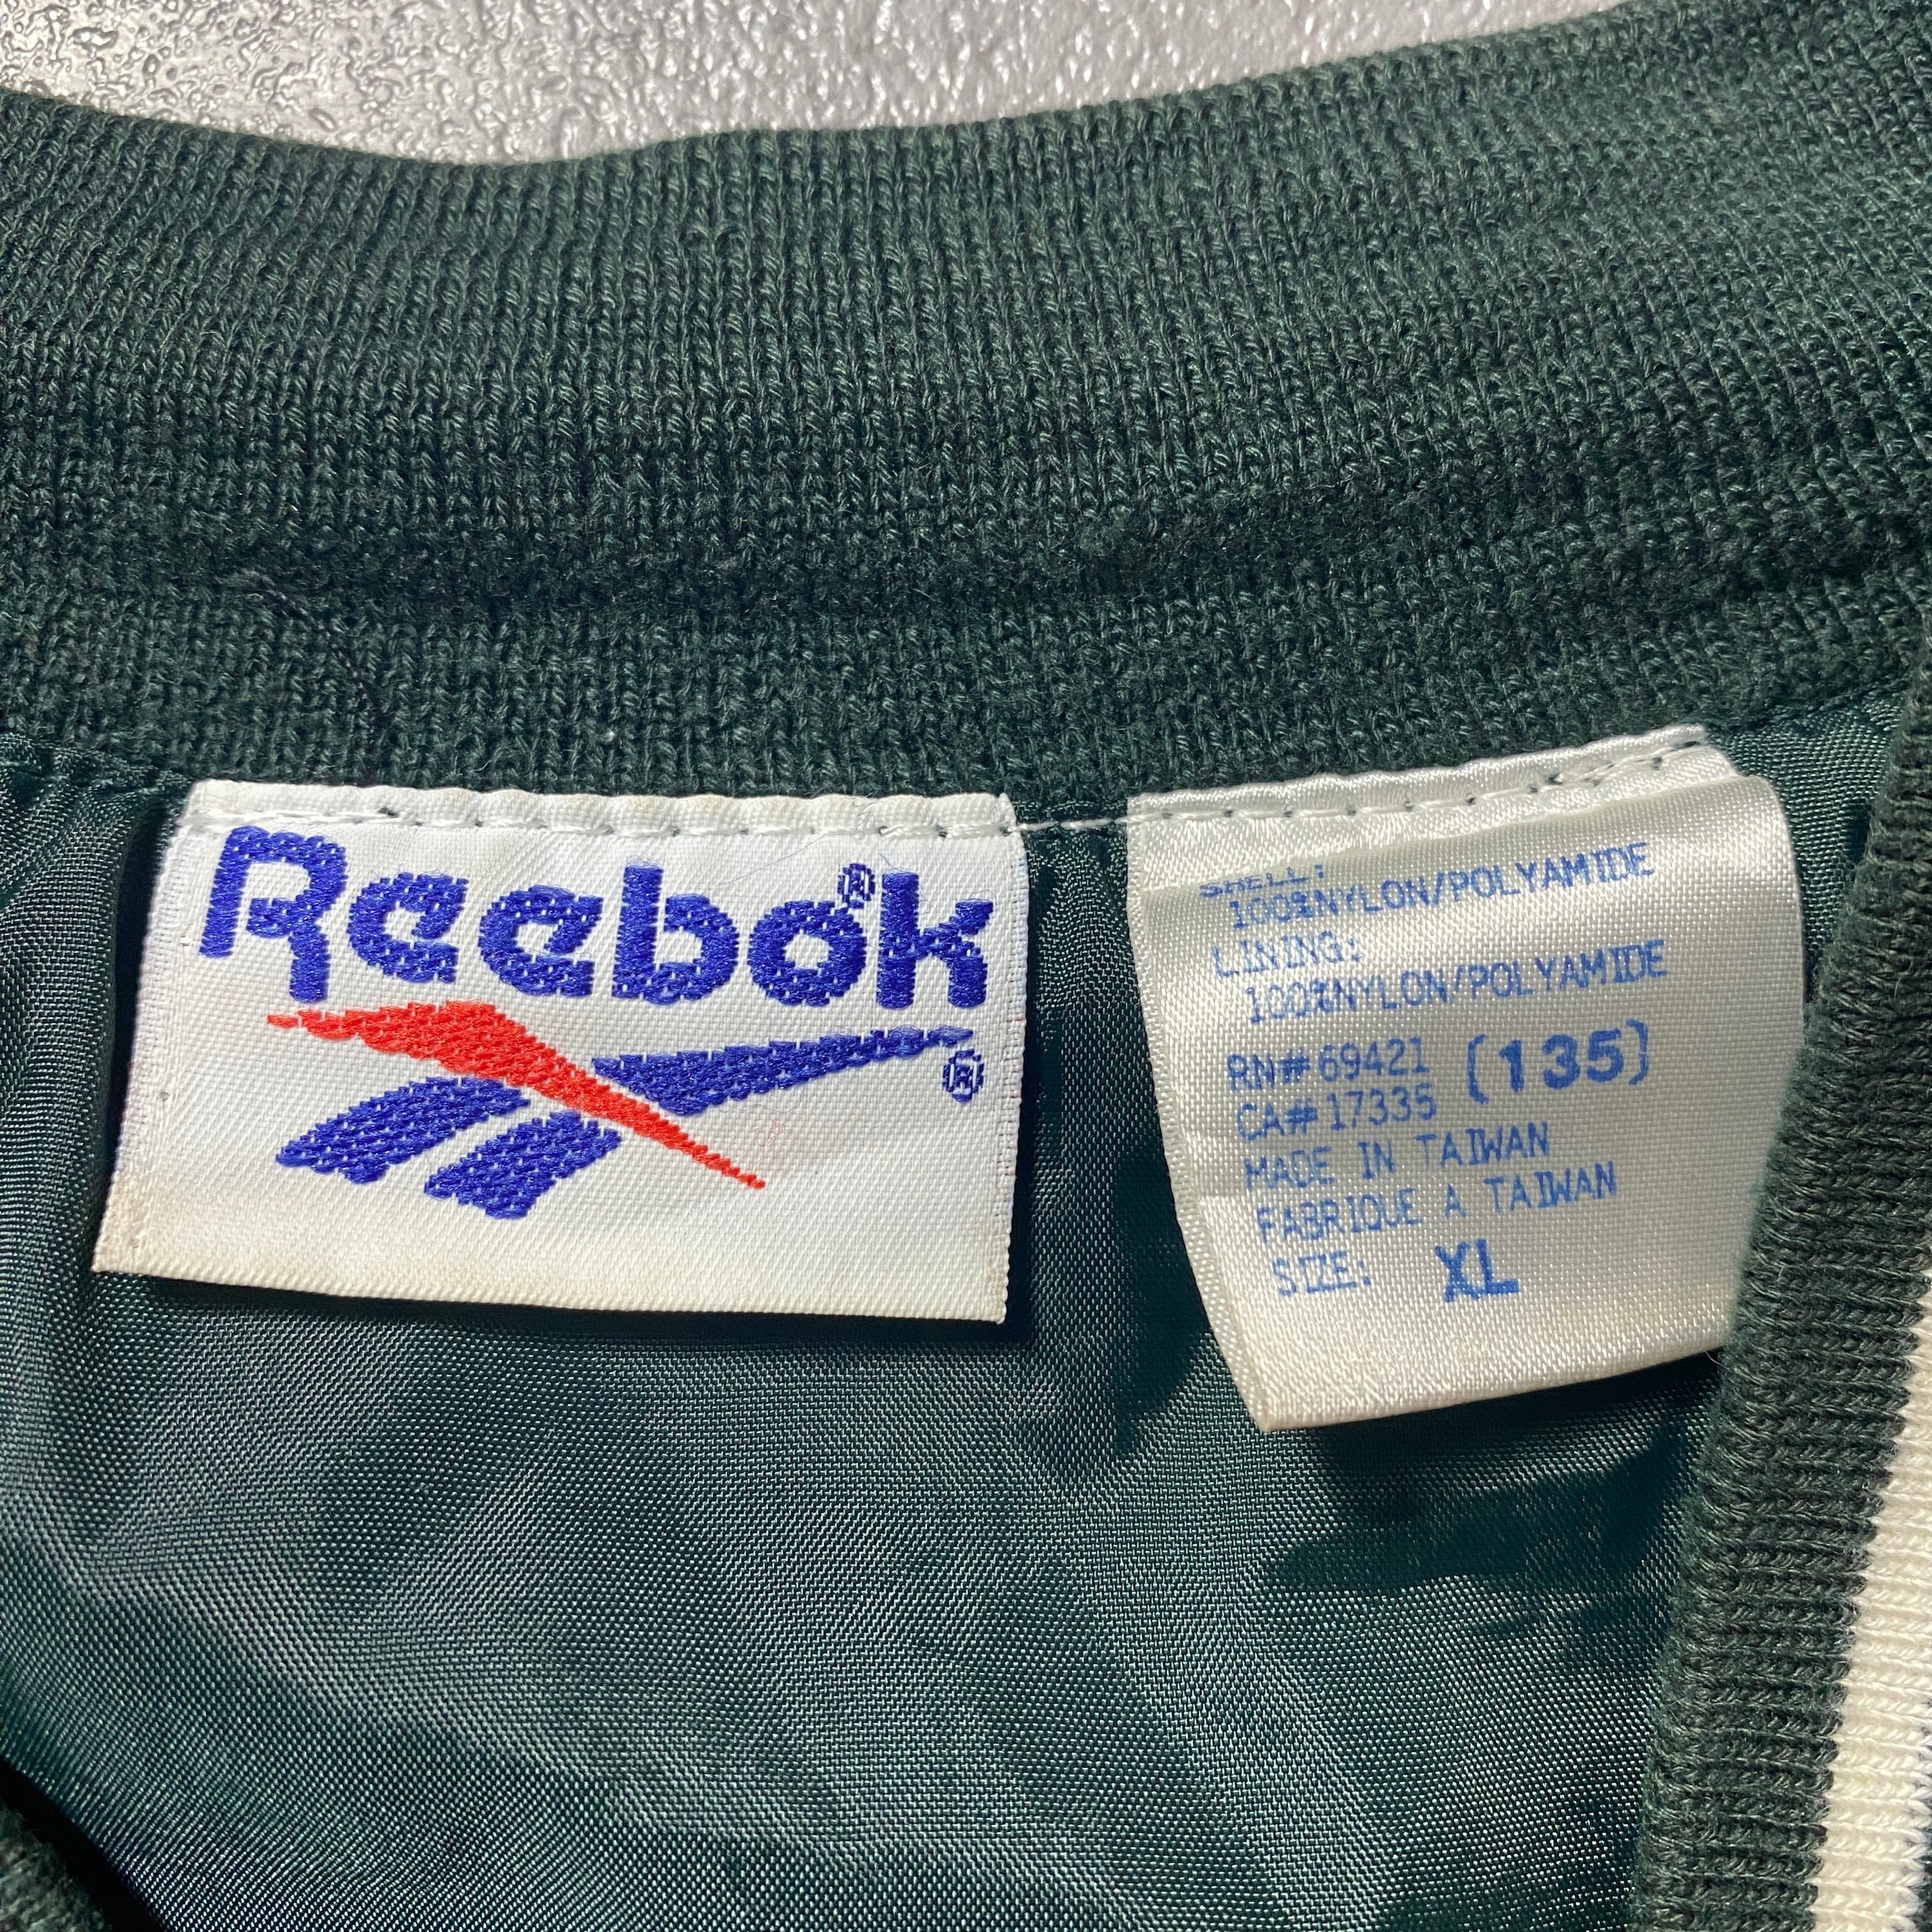 Reebok®
®
SHELL:
100%NYLON/POLYAMIDE
LINING:
100%NYLON/POLYAMIDE
RN#69421 (135)
CA#17335
MADE IN TAIWAN
FABRIQUE A TAIWAN
SIZE: XL